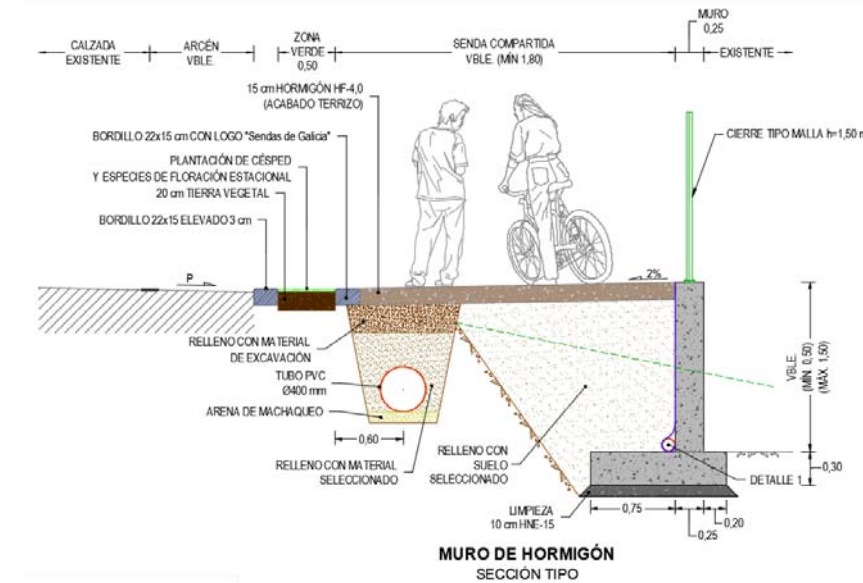 CALZADA
EXISTENTE
ARCÉN
VBLE.
ZONA
VERDE
0,50
SENDA COMPARTIDA
VBLE. (MÍN 1,80)
MURO
0,25
EXISTENTE
15 cm HORMIGÓN HF-4,0
(ACABADO TERRIZO)
BORDILLO 22x15 cm CON LOGO "Sendas de Galicia"
PLANTACIÓN DE CÉSPED
Y ESPECIES DE FLORACIÓN ESTACIONAL
20 cm TIERRA VEGETAL
BORDILLO 22x15 ELEVADO 3 cm
CIERRE TIPO MALLA h=1,50 m
P
2%
RELLENO CON MATERIAL
DE EXCAVACIÓN
TUBO PVC
Ø400 mm
ARENA DE MACHAQUEO
0,60
RELLENO CON MATERIAL
SELECCIONADO
RELLENO CON
SUELO
SELECCIONADO
LIMPIEZA
10 cm HNE-15
VBLE.
(MÍN. 0,50)
(MÁX. 1,50)
0,30
DETALLE 1
0,75
0,20
0,25
MURO DE HORMIGÓN
SECCIÓN TIPO